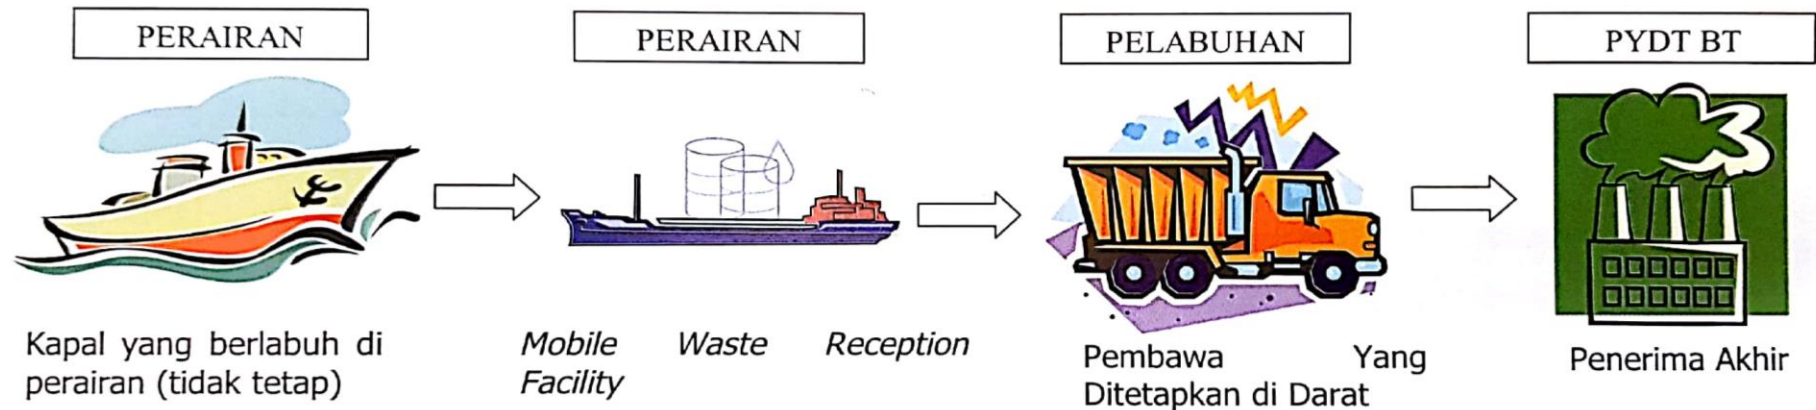 PERAIRAN
PERAIRAN
PELABUHAN
PYDT BT
Kapal yang berlabuh di
perairan (tidak tetap)
Mobile Waste Reception
Facility
Pembawa Yang
Ditetapkan di Darat
Penerima Akhir